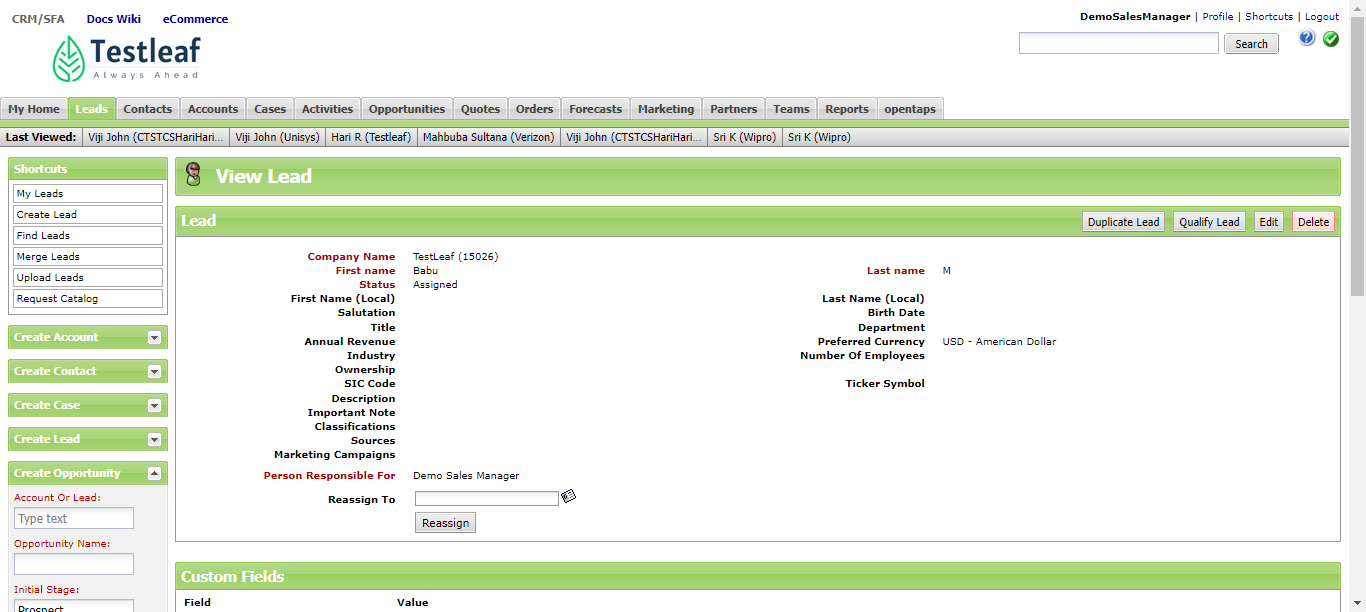 CRM/SFA Docs Wiki eCommerce
DemoSalesManager | Profile | Shortcuts | Logout
Testleaf
Always Ahead
Search
My Home Leads Contacts Accounts Cases Activities Opportunities Quotes Orders Forecasts Marketing Partners Teams Reports opentaps
Last Viewed: Viji John (CTSTCSHariHari... Viji John (Unisys) Hari R (Testleaf) Mahbuba Sultana (Verizon) Viji John (CTSTCSHariHari... Sri K (Wipro) Sri K (Wipro)
Shortcuts
My Leads
Create Lead
Find Leads
Merge Leads
Upload Leads
Request Catalog
Create Account
Create Contact
Create Case
Create Lead
Create Opportunity
Account Or Lead:
Type text
Opportunity Name:
Initial Stage:
Prospect
View Lead
Lead Duplicate Lead Qualify Lead Edit Delete
Company Name TestLeaf (15026)
First name Babu Last name M
Status Assigned
First Name (Local) Last Name (Local)
Salutation Birth Date
Title Department
Annual Revenue Preferred Currency USD - American Dollar
Industry Number Of Employees
Ownership
SIC Code Ticker Symbol
Description
Important Note
Classifications
Sources
Marketing Campaigns
Person Responsible For Demo Sales Manager
Reassign To
Reassign
Custom Fields
Field Value